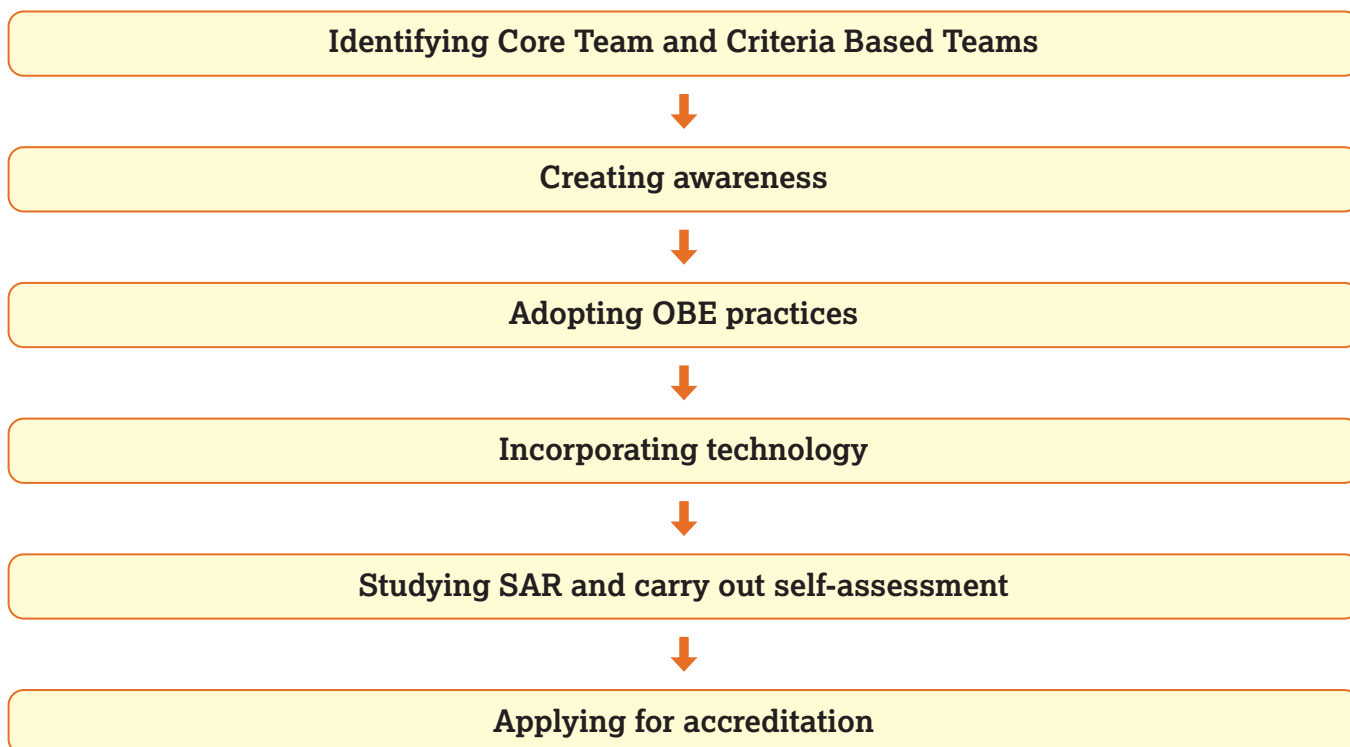 Identifying Core Team and Criteria Based Teams
Creating awareness
Adopting OBE practices
Incorporating technology
Studying SAR and carry out self-assessment
Applying for accreditation